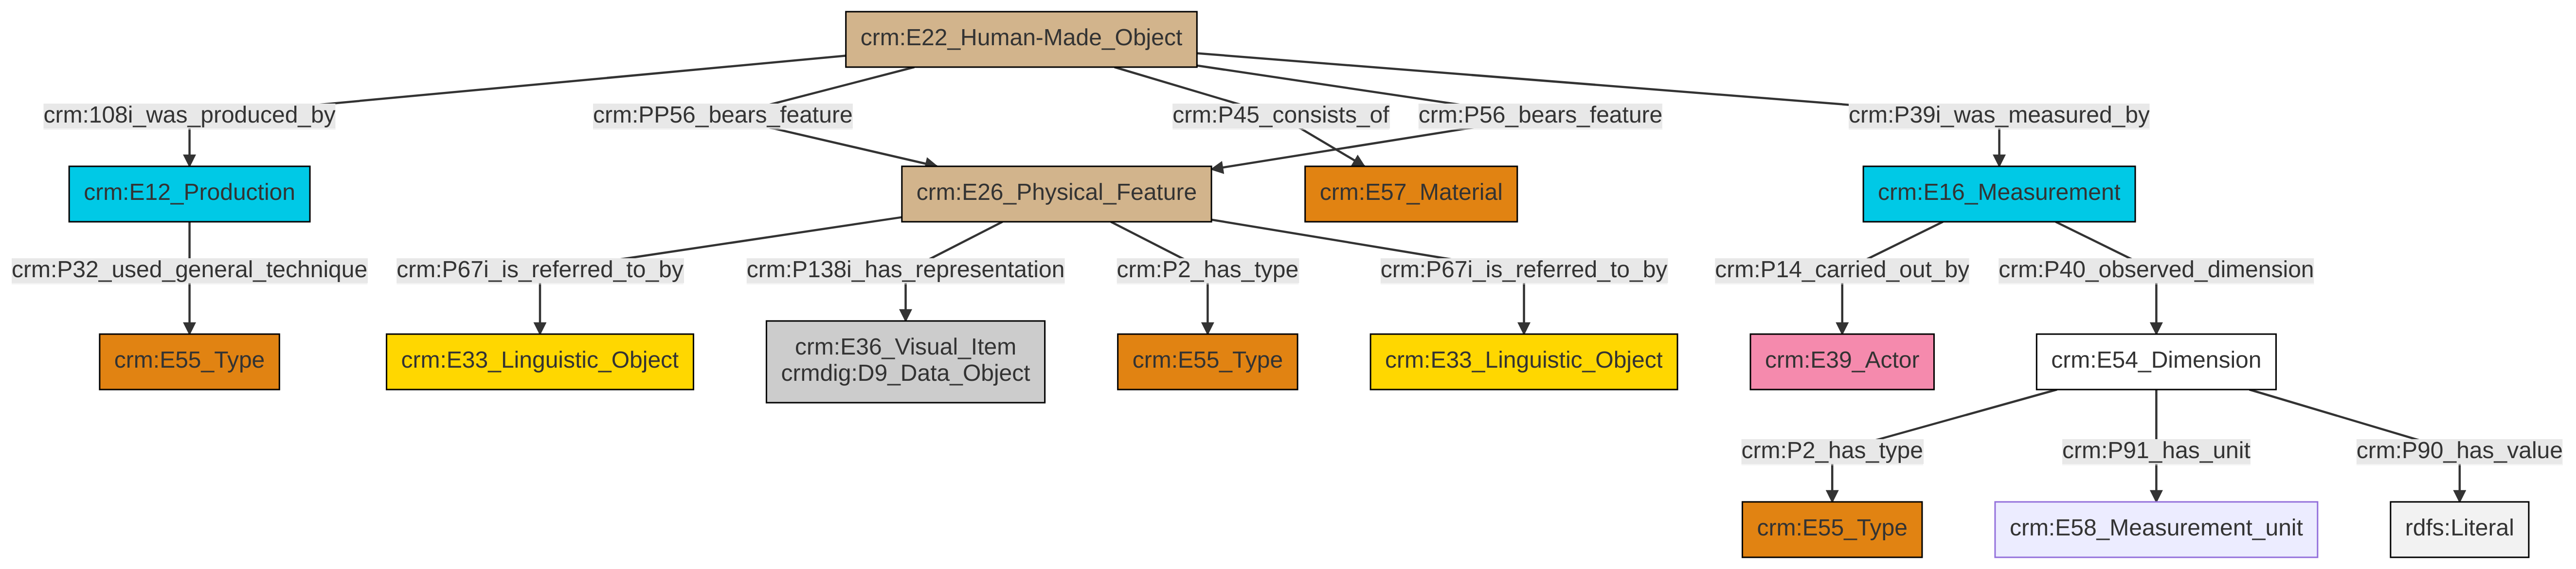 crm:E22_Human-Made_Object
crm:108i_was_produced_by
crm:PP56_bears_feature
crm:P45_consists_of
crm:P56_bears_feature
crm:P39i_was_measured_by
crm:E12_Production
crm:E26_Physical_Feature
crm:E57_Material
crm:E16_Measurement
crm:P32_used_general_technique
crm:P67i_is_referred_to_by
crm:P138i_has_representation
crm:P2_has_type
crm:P67i_is_referred_to_by
crm:P14_carried_out_by
crm:P40_observed_dimension
crm:E55_Type
crm:E33_Linguistic_Object
crm:E36_Visual_Item
crmdig:D9_Data_Object
crm:E55_Type
crm:E33_Linguistic_Object
crm:E39_Actor
crm:E54_Dimension
crm:P2_has_type
crm:P91_has_unit
crm:P90_has_value
crm:E55_Type
crm:E58_Measurement_unit
rdfs:Literal